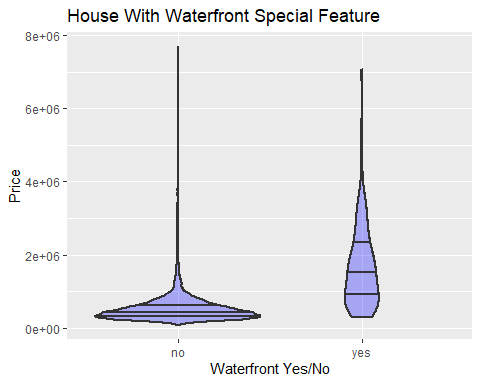 House With Waterfront Special Feature
8e+06
6e+06
4e+06
2e+06
0e+00
Price
no
yes
Waterfront Yes/No